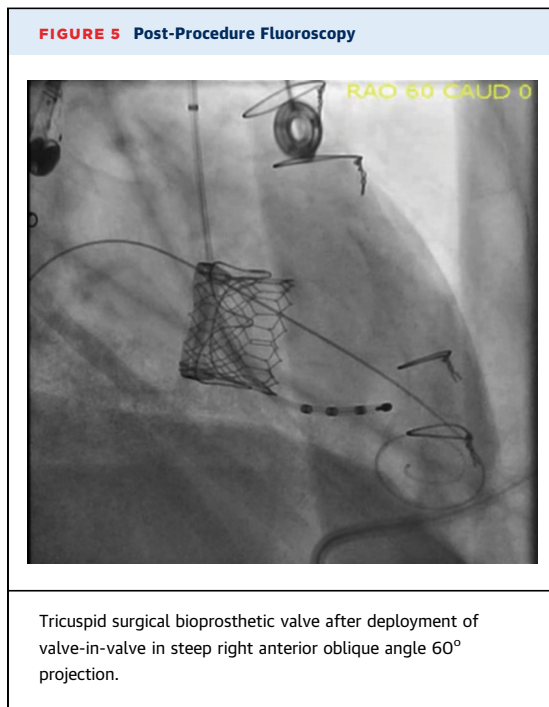 FIGURE 5 Post-Procedure Fluoroscopy
RAO 60 CAUD 0
Tricuspid surgical bioprosthetic valve after deployment of
valve-in-valve in steep right anterior oblique angle 60°
projection.